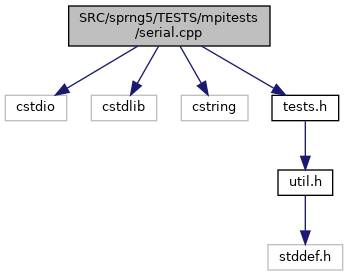 SRC/sprng5/TESTS/mpitests
/serial.cpp
cstdio
cstdlib
cstring
tests.h
util.h
stddef.h